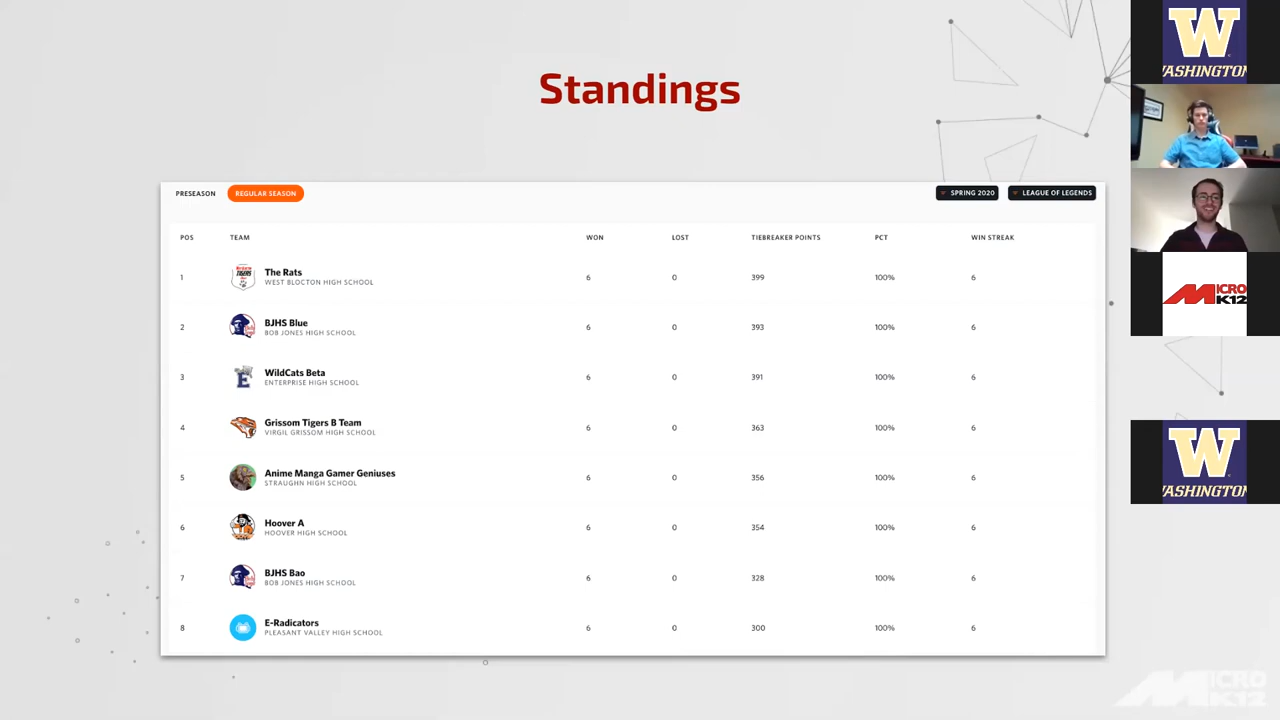 Standings
PRESEASON REGULAR SEASON SPRING 2020 LEAGUE OF LEGENDS
POS TEAM WON LOST TIEBREAKER POINTS PCT WIN STREAK
1 The Rats 6 0 399 100% 6
WEST BLOCTON HIGH SCHOOL
2 BJHS Blue 6 0 393 100% 6
BOB JONES HIGH SCHOOL
3 WildCats Beta 6 0 391 100% 6
ENTERPRISE HIGH SCHOOL
4 Grissom Tigers B Team 6 0 363 100% 6
VIRGIL GRISSOM HIGH SCHOOL
5 Anime Manga Gamer Geniuses 6 0 356 100% 6
STRAUGHN HIGH SCHOOL
6 Hoover A 6 0 354 100% 6
HOOVER HIGH SCHOOL
7 BJHS Bao 6 0 328 100% 6
BOB JONES HIGH SCHOOL
8 E-Radicators 6 0 300 100% 6
PLEASANT VALLEY HIGH SCHOOL
W
WASHINGTON
MICRO
K12
W
WASHINGTON
MICRO
K12